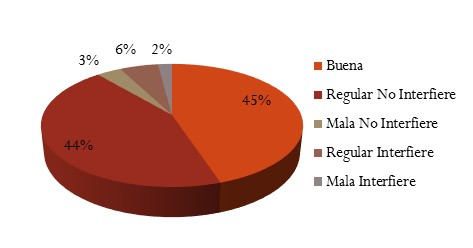 3%
6%
2%
45%
44%
Buena
Regular No Interfiere
Mala No Interfiere
Regular Interfiere
Mala Interfiere